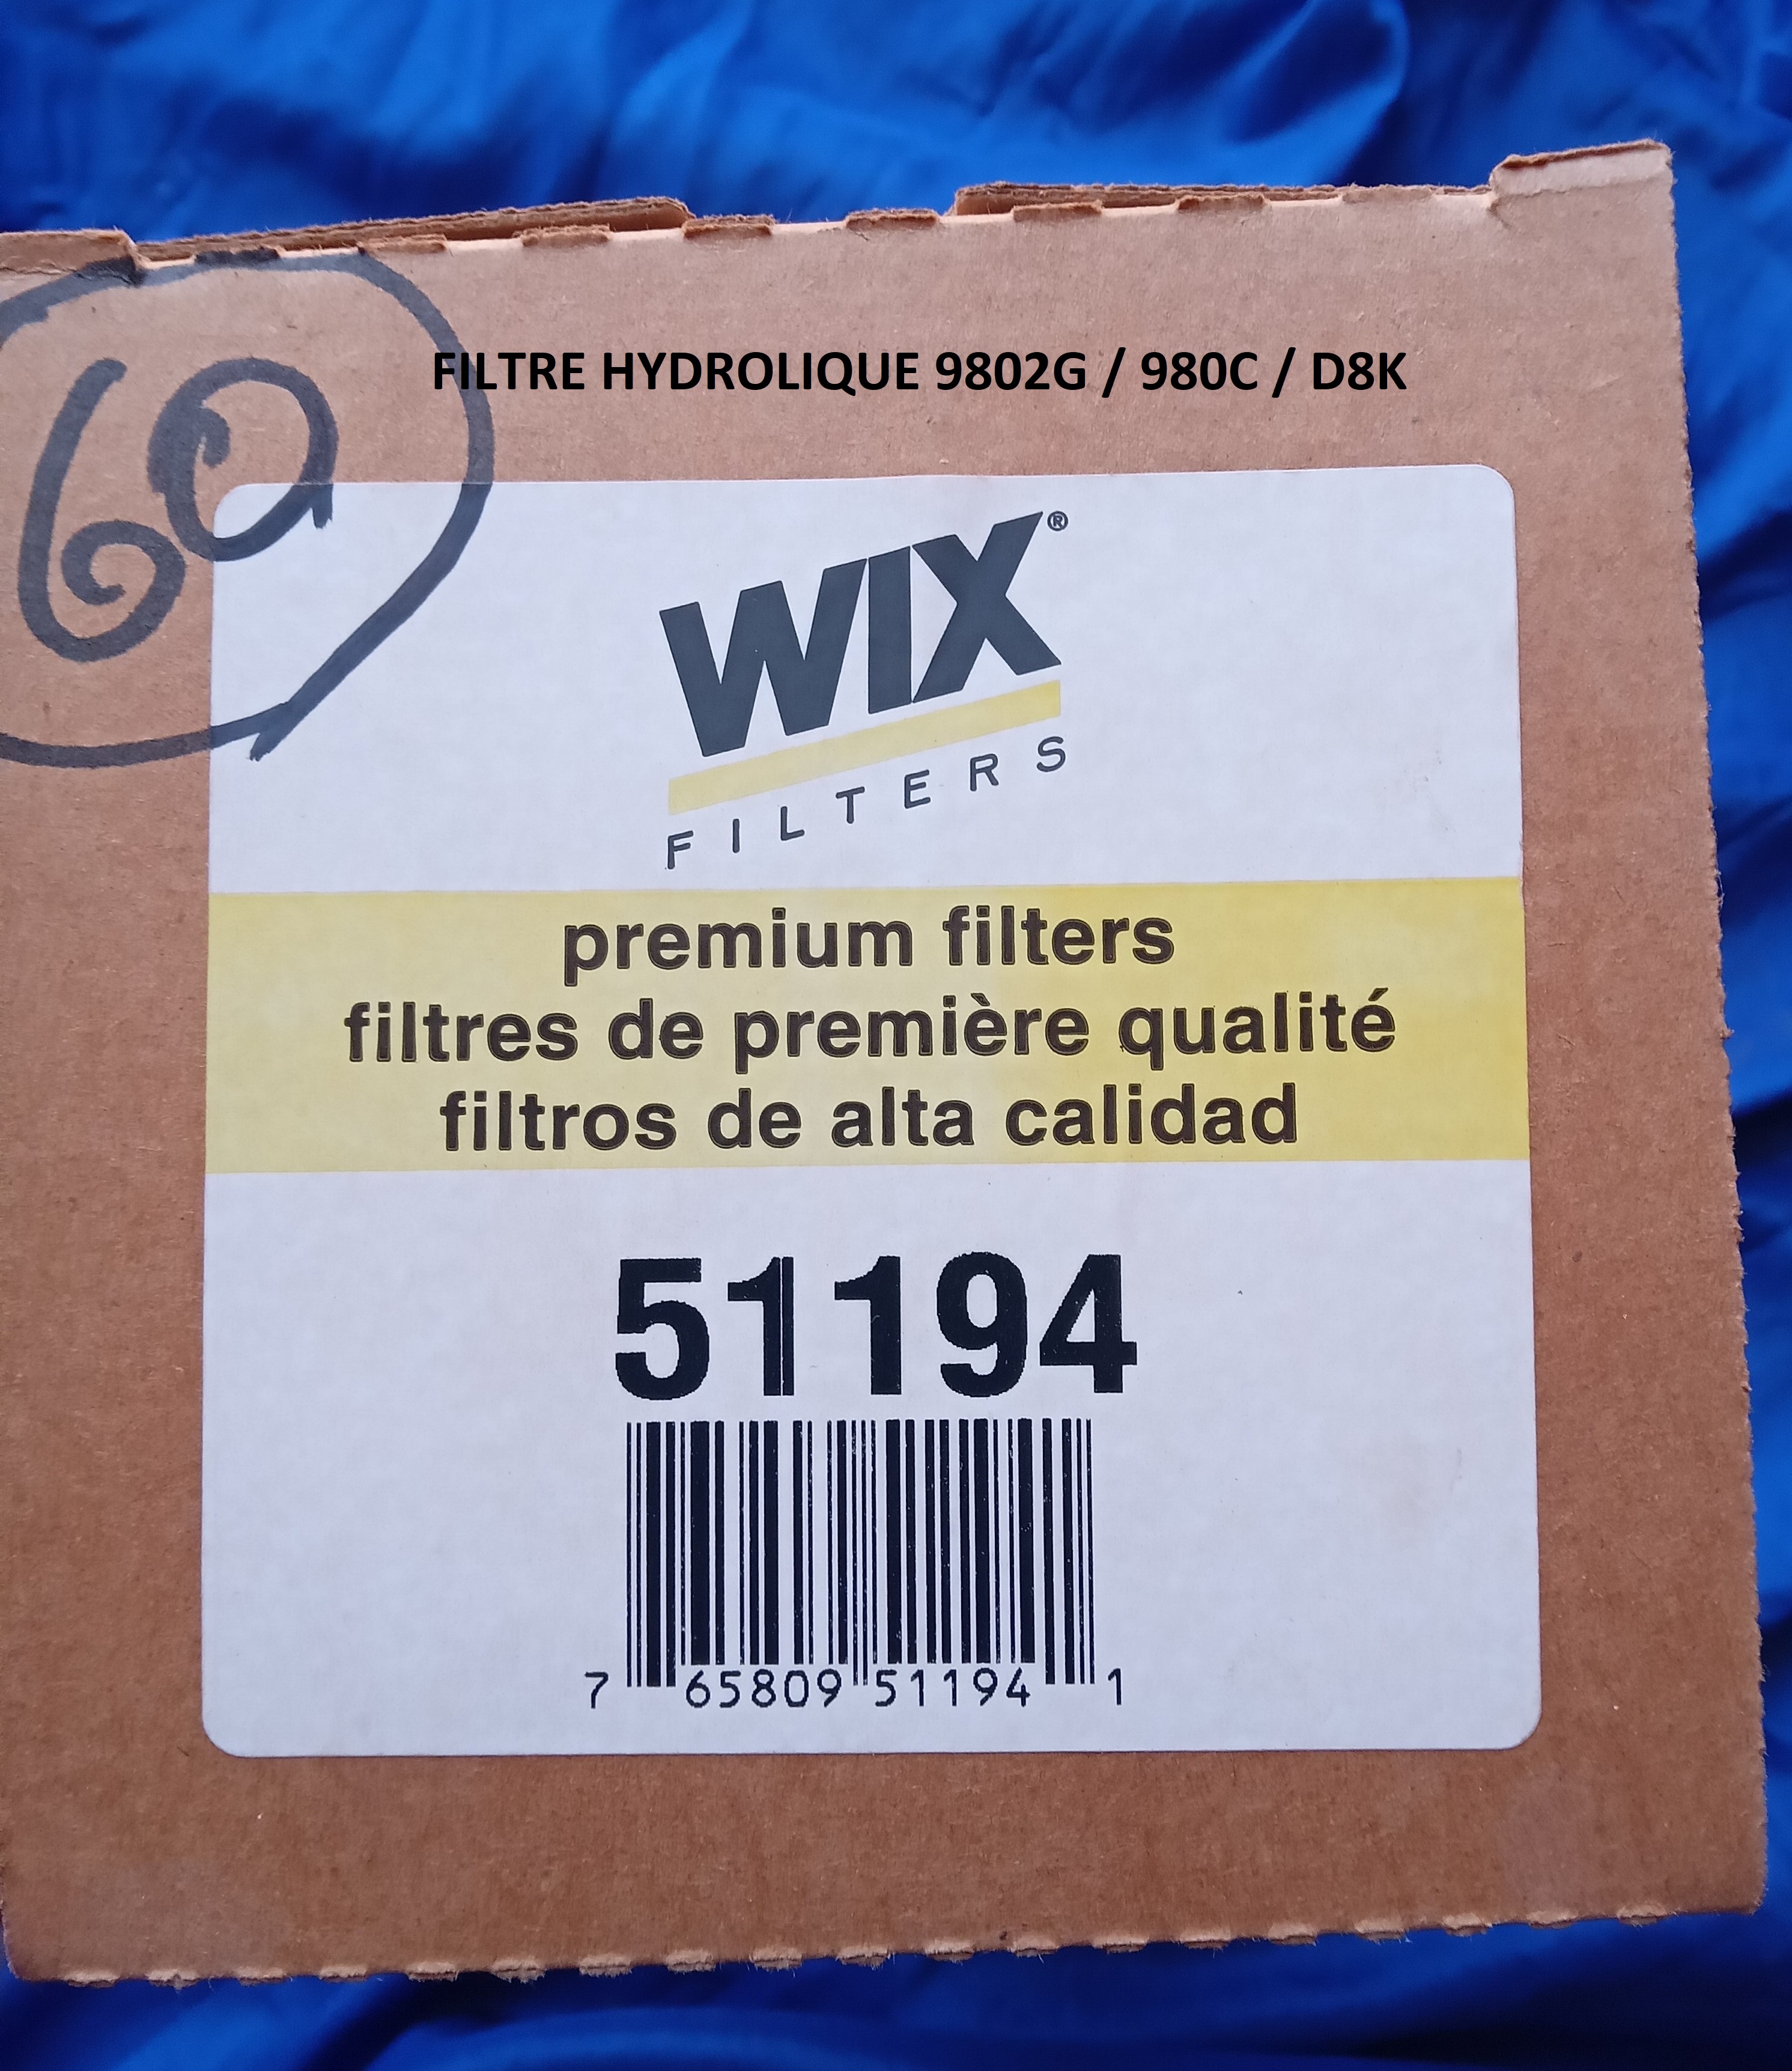 FILTRE HYDROLIQUE 9802G / 980C / D8K
60
WIX®
FILTERS
premium filters
filtres de première qualité
filtros de alta calidad
51194
7 65809 51194 1